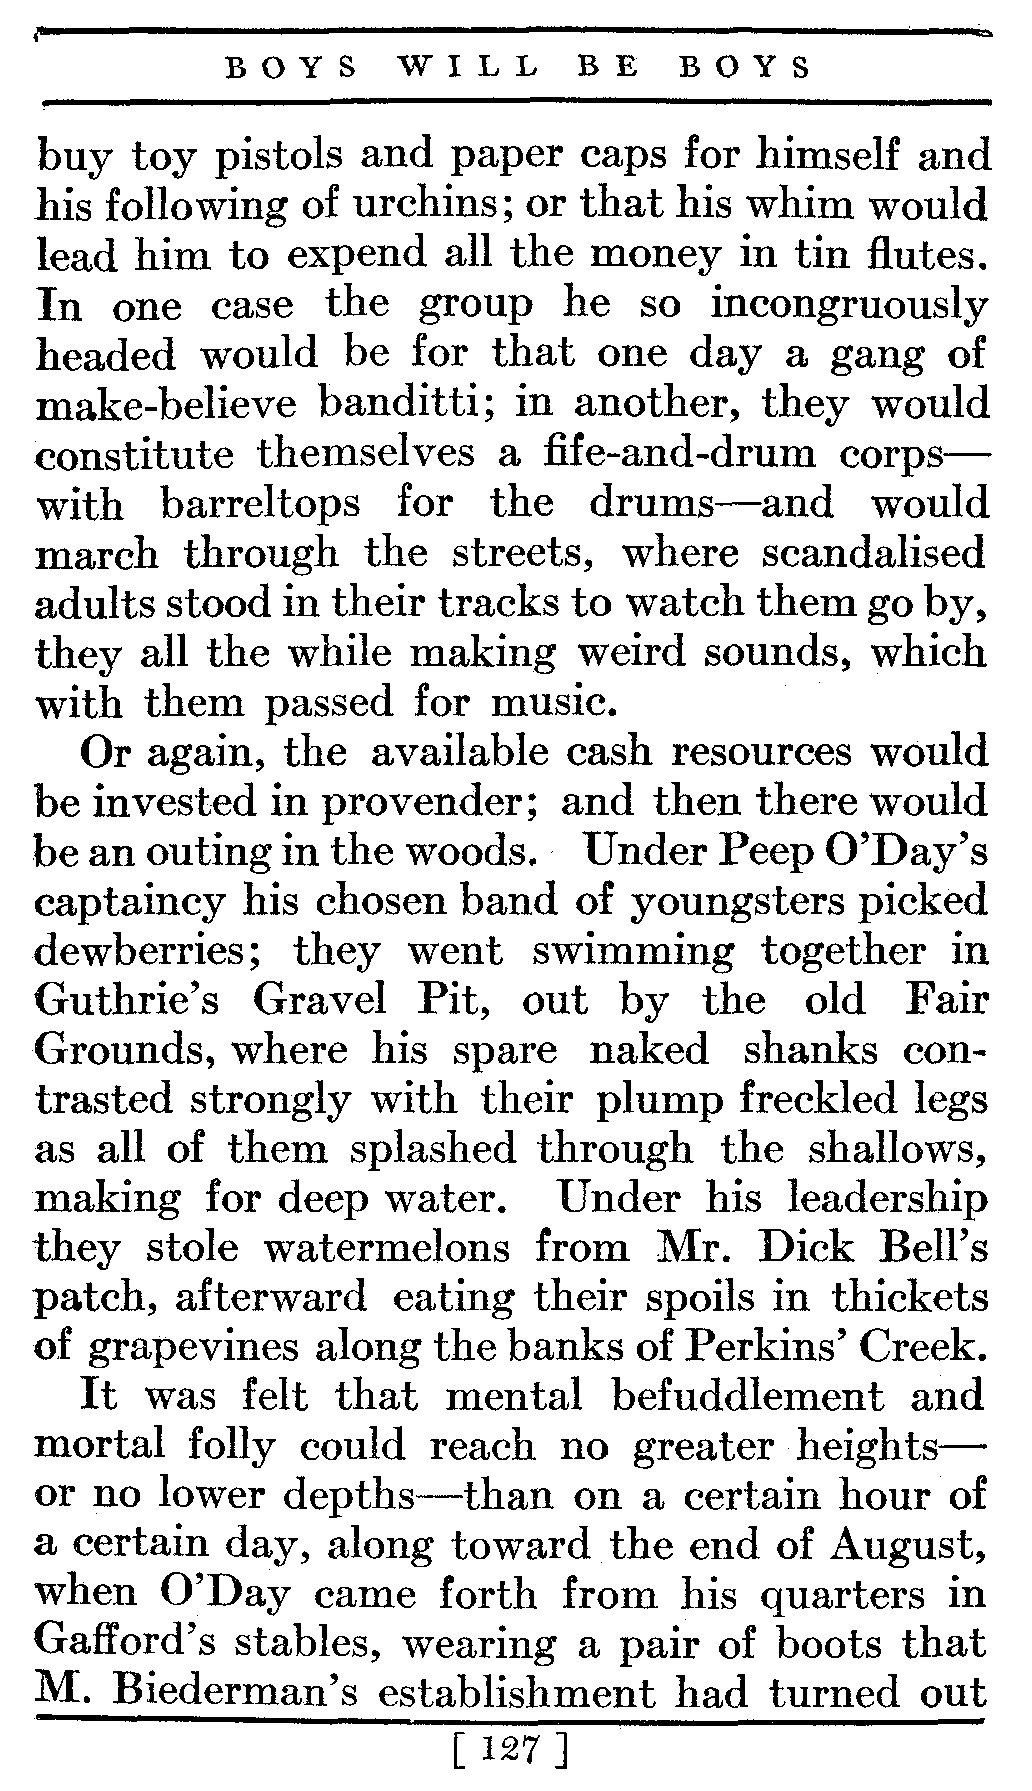 BOYS WILL BE BOYS
buy toy pistols and paper caps for himself and
his following of urchins; or that his whim would
lead him to expend all the money in tin flutes.
In one case the group he so incongruously
headed would be for that one day a gang of
make-believe banditti; in another, they would
constitute themselves a fife-and-drum corps—
with barreltops for the drums—and would
march through the streets, where scandalised
adults stood in their tracks to watch them go by,
they all the while making weird sounds, which
with them passed for music.
Or again, the available cash resources would
be invested in provender; and then there would
be an outing in the woods. Under Peep O'Day's
captaincy his chosen band of youngsters picked
dewberries; they went swimming together in
Guthrie's Gravel Pit, out by the old Fair
Grounds, where his spare naked shanks con-
trasted strongly with their plump freckled legs
as all of them splashed through the shallows,
making for deep water. Under his leadership
they stole watermelons from Mr. Dick Bell's
patch, afterward eating their spoils in thickets
of grapevines along the banks of Perkins' Creek.
It was felt that mental befuddlement and
mortal folly could reach no greater heights—
or no lower depths—than on a certain hour of
a certain day, along toward the end of August,
when O'Day came forth from his quarters in
Gafford's stables, wearing a pair of boots that
M. Biederman's establishment had turned out
[ 127 ]